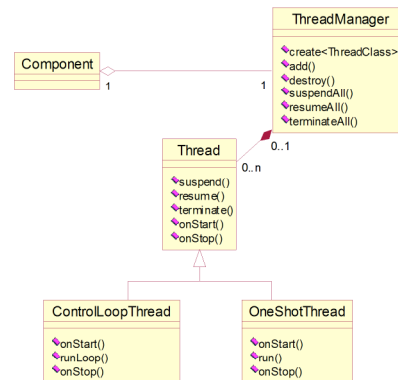 ThreadManager
create<ThreadClass>
add()
destroy()
suspendAll()
resumeAll()
terminateAll()
Component
1
1
0..1
Thread
0..n
suspend()
resume()
terminate()
onStart()
onStop()
ControlLoopThread
onStart()
runLoop()
onStop()
OneShotThread
onStart()
run()
onStop()